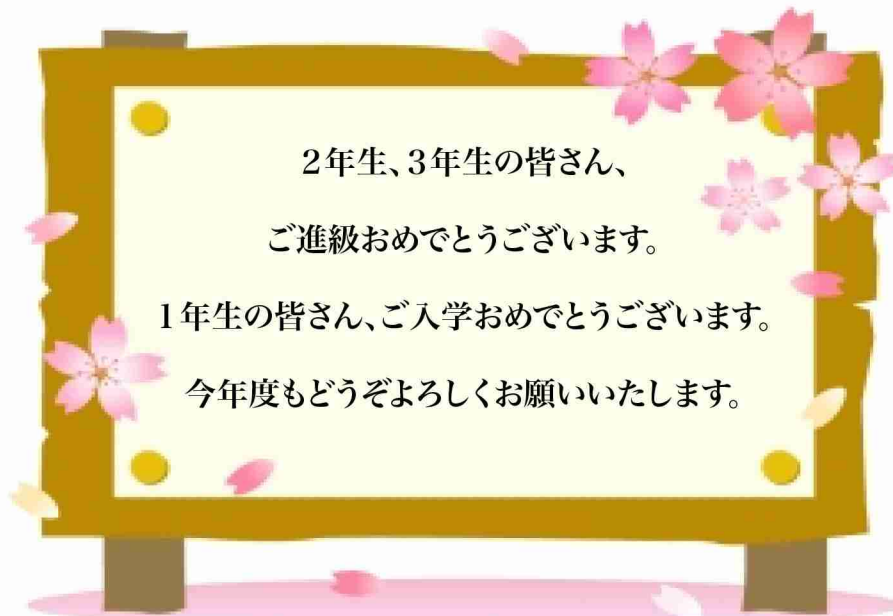 ２年生、３年生の皆さん、
ご進級おめでとうございます。
１年生の皆さん、ご入学おめでとうございます。
今年度もどうぞよろしくお願いいたします。